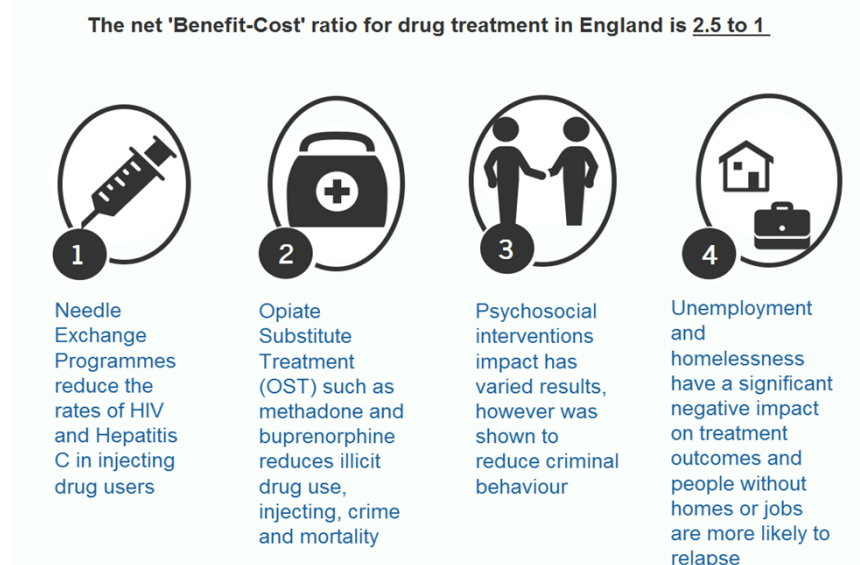 The net 'Benefit-Cost' ratio for drug treatment in England is 2.5 to 1
1
Needle
Exchange
Programmes
reduce the
rates of HIV
and Hepatitis
C in injecting
drug users
2
Opiate
Substitute
Treatment
(OST) such as
methadone and
buprenorphine
reduces illicit
drug use,
injecting, crime
and mortality
3
Psychosocial
interventions
impact has
varied results,
however was
shown to
reduce criminal
behaviour
4
Unemployment
and
homelessness
have a significant
negative impact
on treatment
outcomes and
people without
homes or jobs
are more likely to
relapse